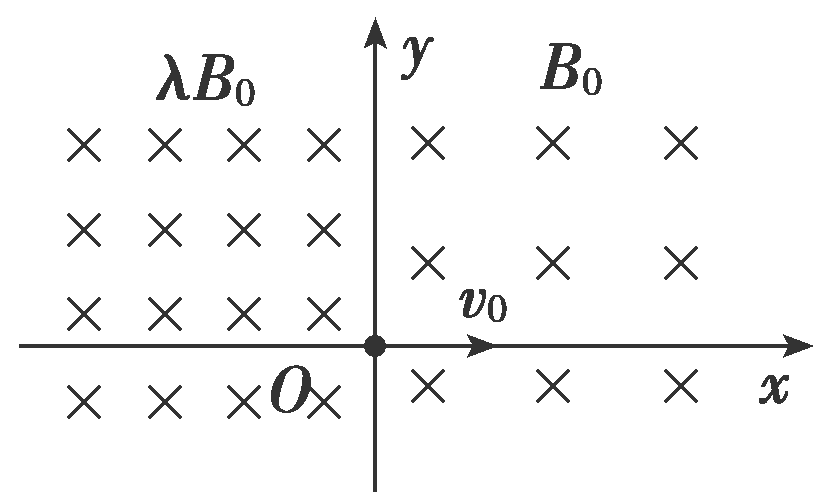 y
λB₀
B₀
v₀
O
x